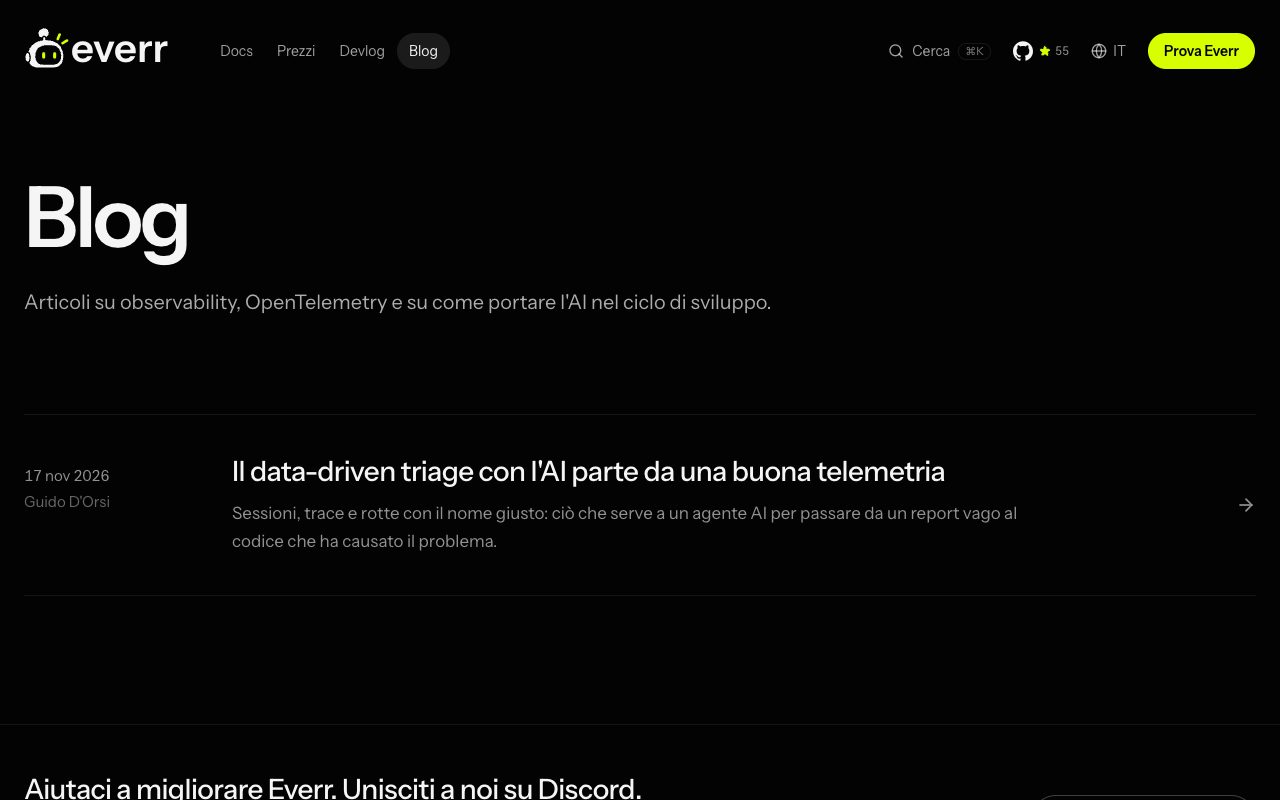 everr
Docs
Prezzi
Devlog
Blog
Cerca
⌘K
55
IT
Prova Everr
Blog
Articoli su observability, OpenTelemetry e su come portare l'AI nel ciclo di sviluppo.
17 nov 2026
Guido D'Orsi
Il data-driven triage con l'AI parte da una buona telemetria
Sessioni, trace e rotte con il nome giusto: ciò che serve a un agente AI per passare da un report vago al
codice che ha causato il problema.
Aiutaci a migliorare Everr. Unisciti a noi su Discord.